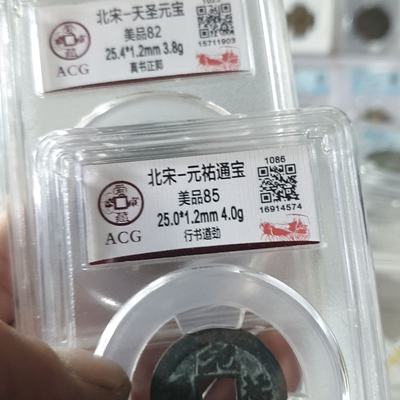 北宋—天圣元宝
美品82
25.4*1.2mm 3.8g
真书正郭
ACG
15711903
北宋—元祐通宝
美品85
25.0*1.2mm 4.0g
行书遒劲
ACG
1086
16914574